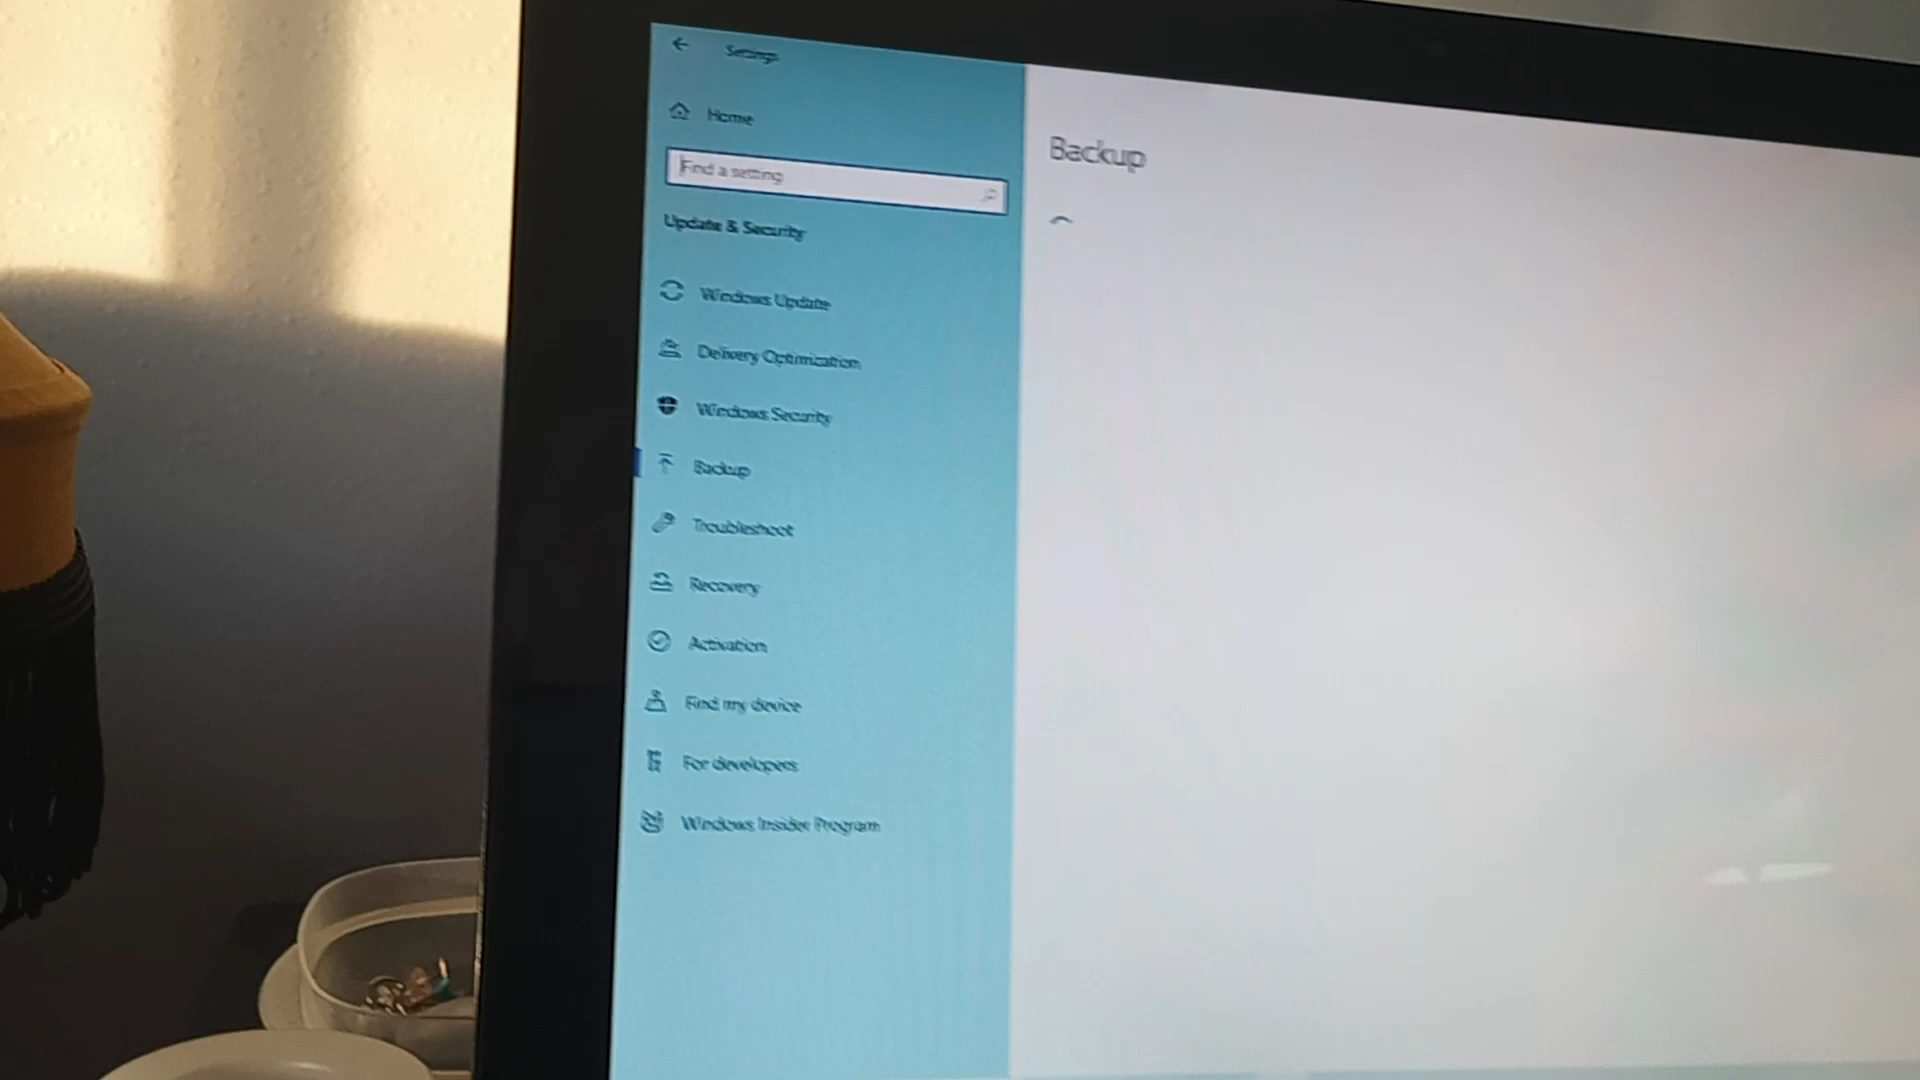 Settings
Home
Find a setting
Update & Security
Windows Update
Delivery Optimization
Windows Security
Backup
Troubleshoot
Recovery
Activation
Find my device
For developers
Windows Insider Program
Backup